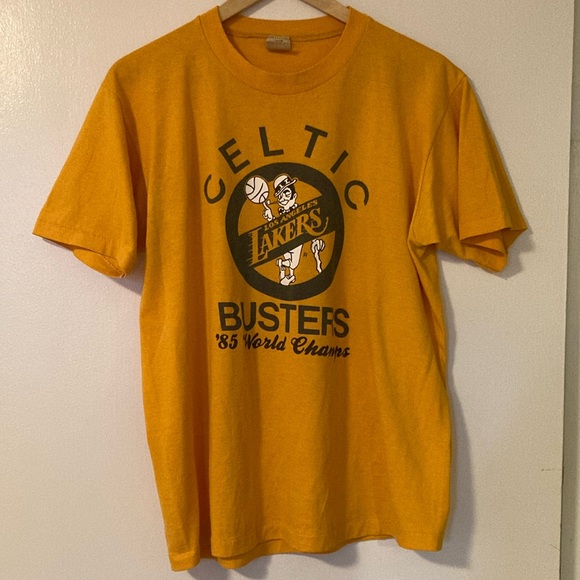 CELTIC
LOS ANGELES
LAKERS
BUSTERS
'85 World Champs